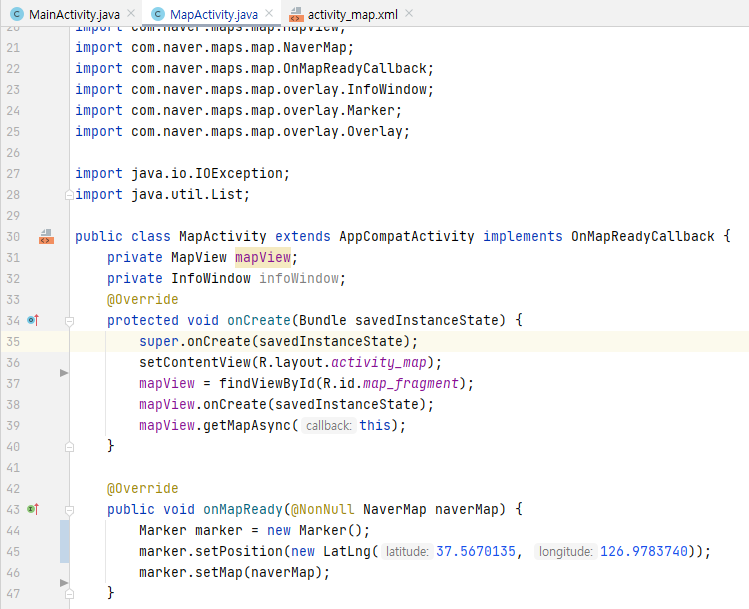 MainActivity.java
MapActivity.java
activity_map.xml
20 import com.naver.maps.map.MapView;
21 import com.naver.maps.map.NaverMap;
22 import com.naver.maps.map.OnMapReadyCallback;
23 import com.naver.maps.map.overlay.InfoWindow;
24 import com.naver.maps.map.overlay.Marker;
25 import com.naver.maps.map.overlay.Overlay;
26
27 import java.io.IOException;
28 import java.util.List;
29
30 public class MapActivity extends AppCompatActivity implements OnMapReadyCallback {
31 private MapView mapView;
32 private InfoWindow infoWindow;
33 @Override
34 protected void onCreate(Bundle savedInstanceState) {
35 super.onCreate(savedInstanceState);
36 setContentView(R.layout.activity_map);
37 mapView = findViewById(R.id.map_fragment);
38 mapView.onCreate(savedInstanceState);
39 mapView.getMapAsync( callback: this);
40 }
41
42 @Override
43 public void onMapReady(@NonNull NaverMap naverMap) {
44 Marker marker = new Marker();
45 marker.setPosition(new LatLng( latitude: 37.5670135, longitude: 126.9783740));
46 marker.setMap(naverMap);
47 }